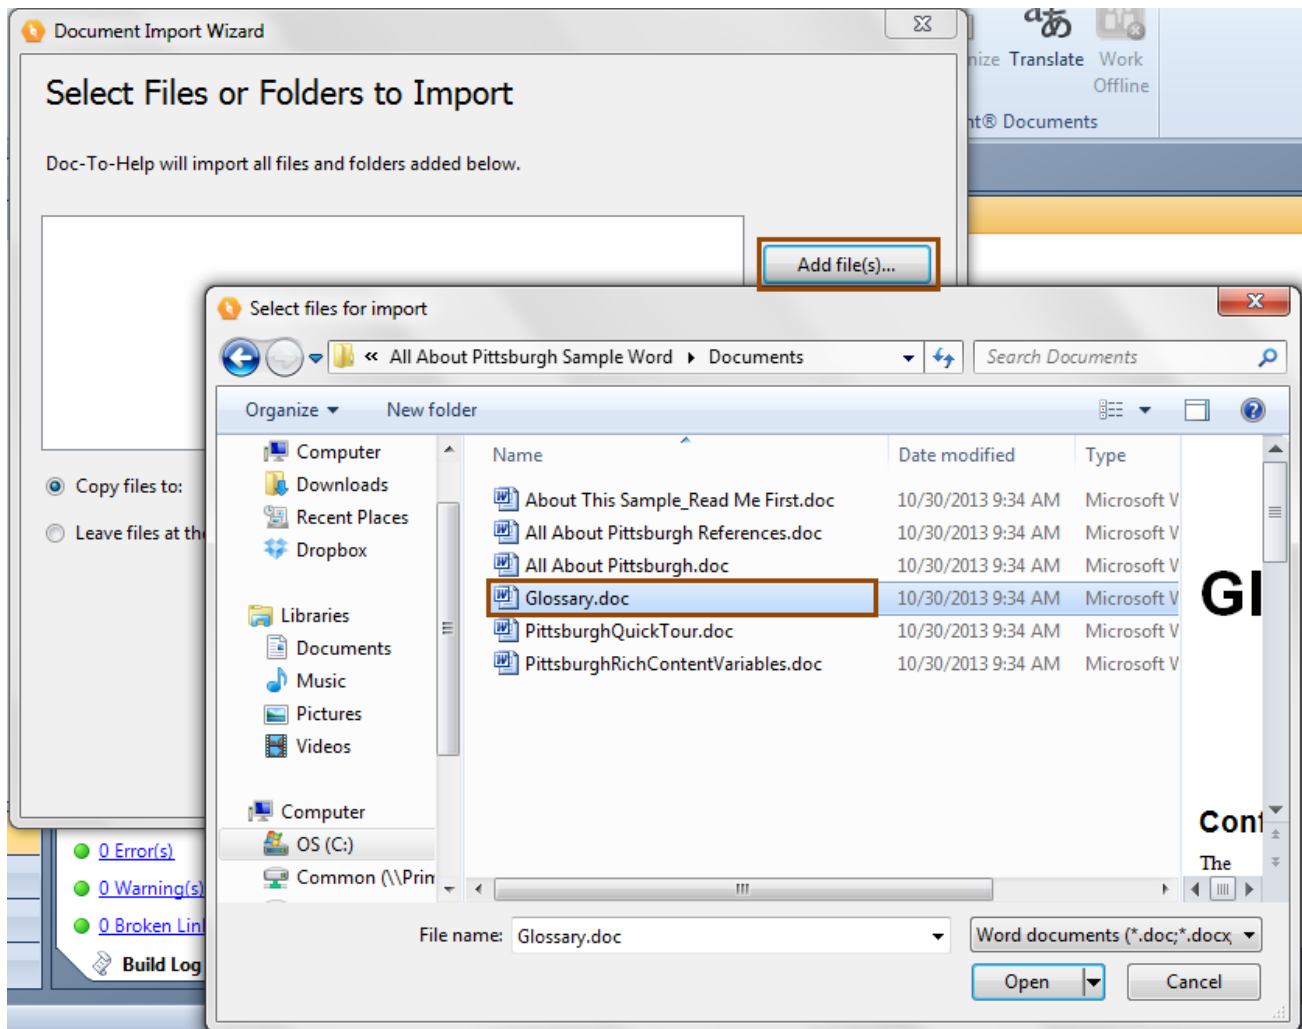 Document Import Wizard
Select Files or Folders to Import
Doc-To-Help will import all files and folders added below.
Add file(s)...
Copy files to:
Leave files at
Translate Work
Offline
Documents
Select files for import
« All About Pittsburgh Sample Word ▸ Documents
Search Documents
Organize New folder
Computer
Downloads
Recent Places
Dropbox
Libraries
Documents
Music
Pictures
Videos
Computer
OS (C:)
Common
Name Date modified Type
About This Sample_Read Me First.doc 10/30/2013 9:34 AM Microsoft
All About Pittsburgh References.doc 10/30/2013 9:34 AM Microsoft
All About Pittsburgh.doc 10/30/2013 9:34 AM Microsoft
Glossary.doc 10/30/2013 9:34 AM Microsoft
PittsburghQuickTour.doc 10/30/2013 9:34 AM Microsoft
PittsburghRichContentVariables.doc 10/30/2013 9:34 AM Microsoft
The
File name: Glossary.doc
Word documents (*.doc;*.docx;
Open Cancel
0 Error(s)
0 Warning(s)
0 Broken
Build Log